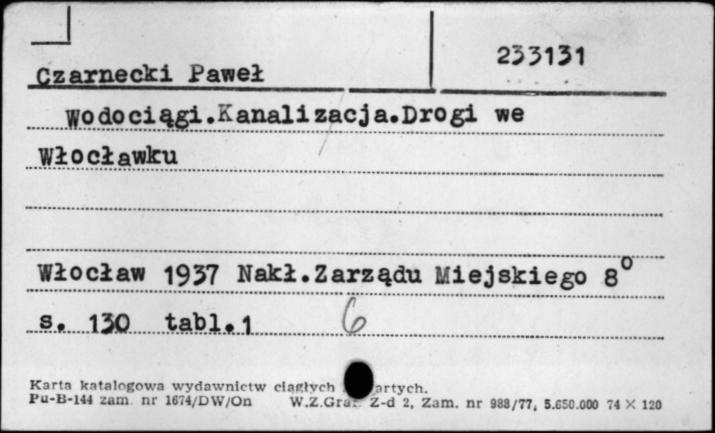 233131
Czarnecki Paweł
Wodociągi.Kanalizacja.Drogi we
Włocławku
Włocław 1937 Nakł.Zarządu Miejskiego 8°
s. 130 tabl.1 6
Karta katalogowa wydawnictw ciągłych artych.
Pu-B-144 zam. nr 1674/DW/On W.Z.Graf. Z-d 2, Zam. nr 988/77, 5.650.000 74 × 120